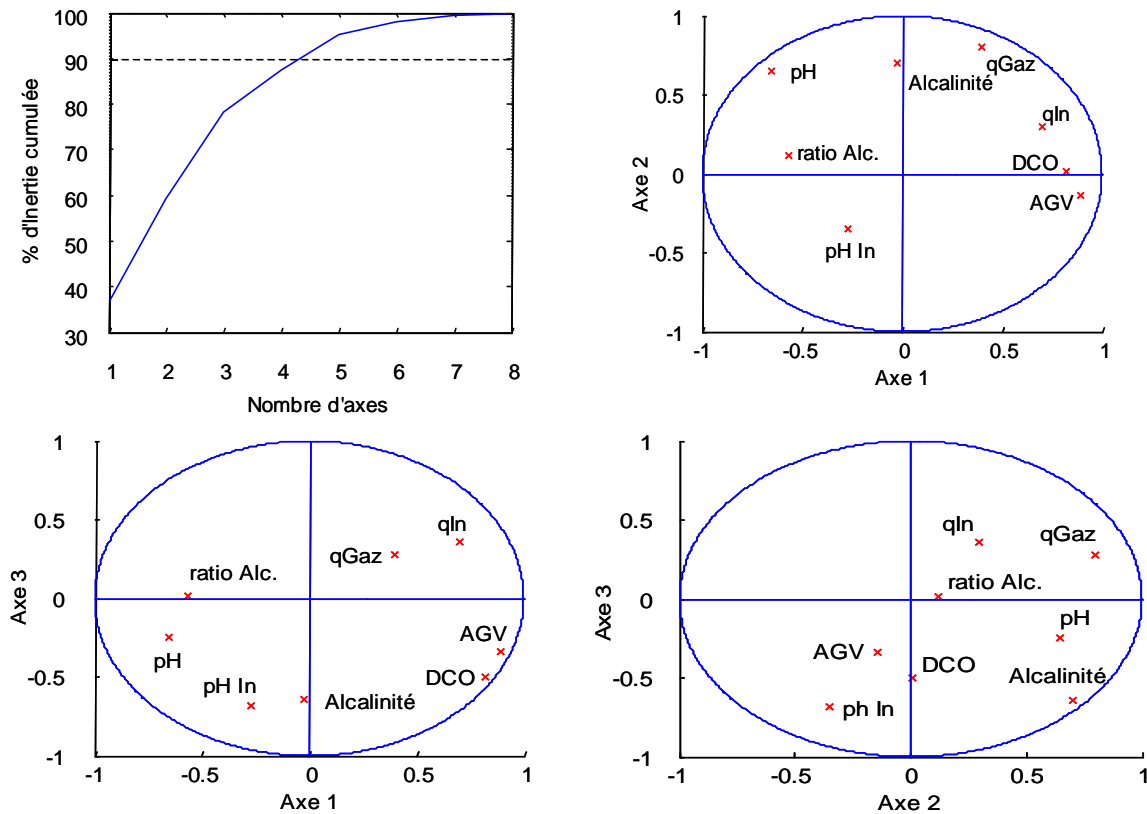 100
90
80
70
60
50
40
30
% d'Inertie cumulée
1 2 3 4 5 6 7 8
Nombre d'axes
1
0.5
0
-0.5
-1
Axe 2
pH
Alcalinité
qGaz
qIn
ratio Alc.
DCO
AGV
pH In
-1 -0.5 0 0.5 1
Axe 1
1
0.5
0
-0.5
-1
Axe 3
qIn
qGaz
ratio Alc.
AGV
pH
DCO
pH In
Alcalinité
-1 -0.5 0 0.5 1
Axe 1
1
0.5
0
-0.5
-1
Axe 3
qIn
qGaz
ratio Alc.
pH
AGV
DCO
Alcalinité
ph In
-1 -0.5 0 0.5 1
Axe 2